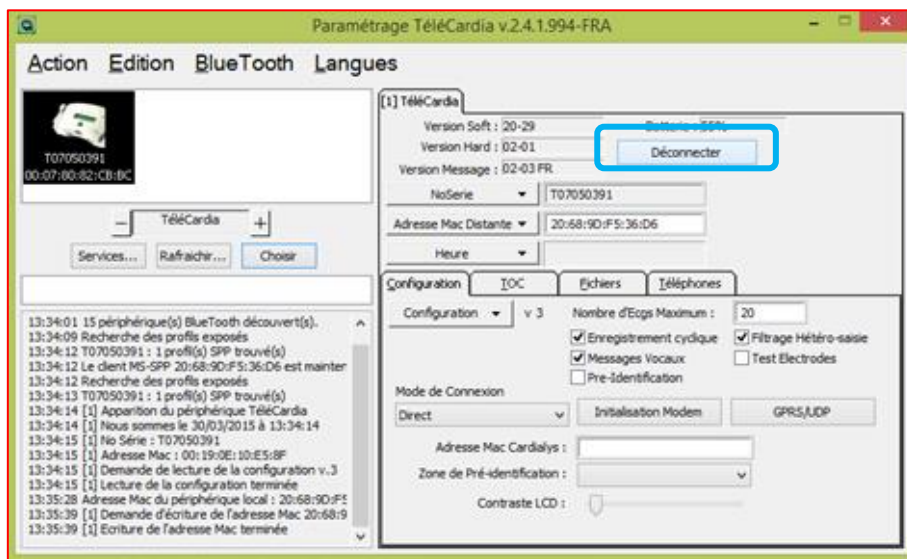 Paramétrage TéléCardia v.2.4.1.994-FRA
Action Edition BlueTooth Langues
T07050391
00:07:80:82:CB:BC
− TéléCardia +
Services... Rafraichir... Choisir
13:34:01 15 périphérique(s) BlueTooth découvert(s).
13:34:09 Recherche des profils exposés
13:34:12 T07050391 : 1 profil(s) SPP trouvé(s)
13:34:12 Le client MS-SPP 20:68:9D:F5:36:D6 est mainter
13:34:12 Recherche des profils exposés
13:34:13 T07050391 : 1 profil(s) SPP trouvé(s)
13:34:14 [1] Apparition du périphérique TéléCardia
13:34:14 [1] Nous sommes le 30/03/2015 à 13:34:14
13:34:15 [1] No Série : T07050391
13:34:15 [1] Adresse Mac : 00:19:0E:10:E5:8F
13:34:15 [1] Demande de lecture de la configuration v.3
13:34:15 [1] Lecture de la configuration terminée
13:35:28 Adresse Mac du périphérique local : 20:68:9D:F5
13:35:39 [1] Demande d'écriture de l'adresse Mac 20:68:9
13:35:39 [1] Ecriture de l'adresse Mac terminée
[1] TéléCardia
Version Soft : 20-29
Version Hard : 02-01
Déconnecter
Version Message : 02-03 FR
NoSerie T07050391
Adresse Mac Distante 20:68:9D:F5:36:D6
Heure
Configuration TOC Fichiers Téléphones
Configuration v 3 Nombre d'Ecgs Maximum : 20
Enregistrement cyclique Filtrage Hétéro-saisie
Messages Vocaux Test Electrodes
Pre-Identification
Mode de Connexion
Direct Initialisation Modem GPRS/UDP
Adresse Mac Cardialys :
Zone de Pré-identification :
Contraste LCD :